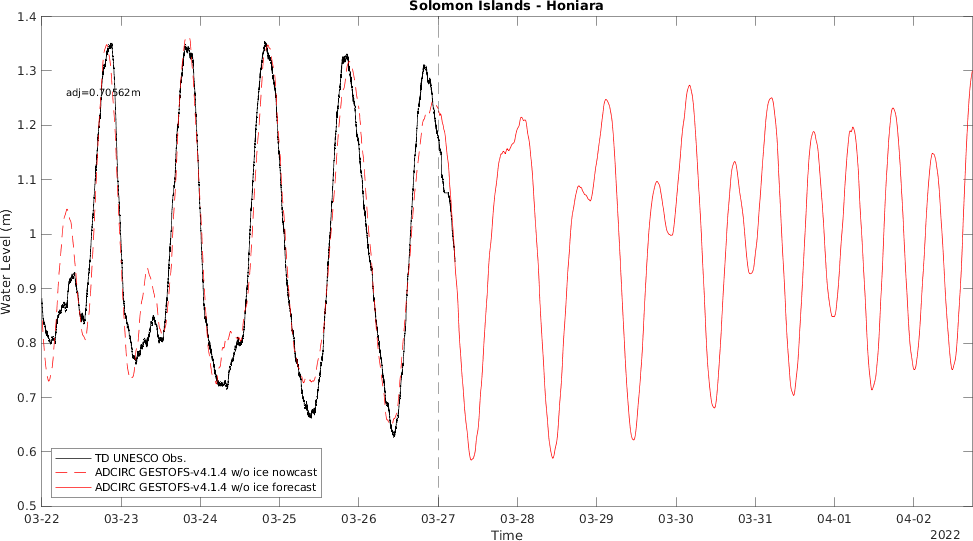 Solomon Islands - Honiara
1.4
1.3
adj=0.70562m
1.2
1.1
1
Water Level (m)
0.9
0.8
0.7
0.6
0.5
TD UNESCO Obs.
ADCIRC GESTOFS-v4.1.4 w/o ice nowcast
ADCIRC GESTOFS-v4.1.4 w/o ice forecast
03-22 03-23 03-24 03-25 03-26 03-27 03-28 03-29 03-30 03-31 04-01 04-02
Time
2022